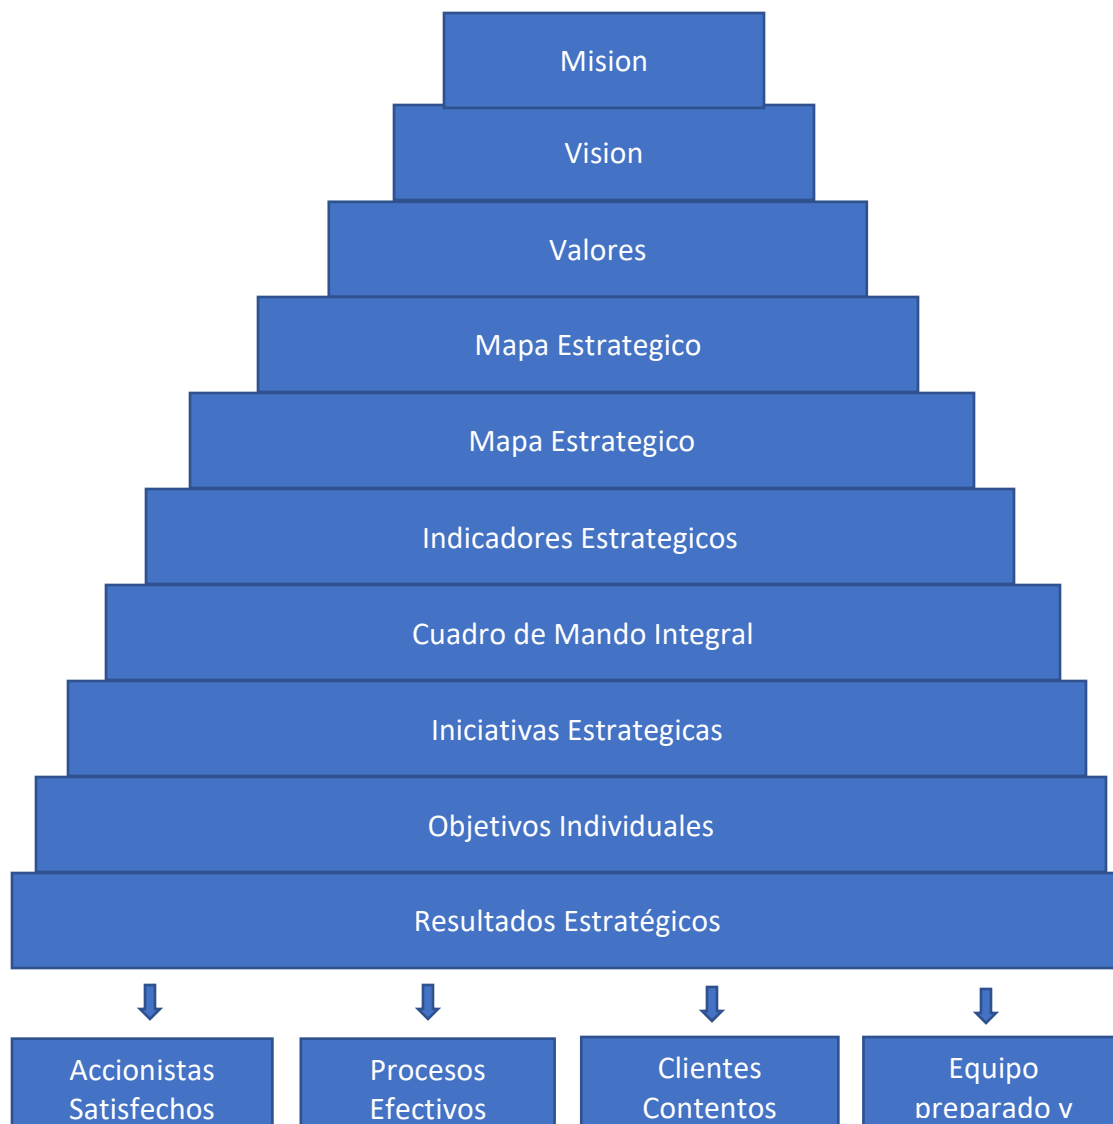 Mision
Vision
Valores
Mapa Estrategico
Mapa Estrategico
Indicadores Estrategicos
Cuadro de Mando Integral
Iniciativas Estrategicas
Objetivos Individuales
Resultados Estratégicos
Accionistas
Satisfechos
Procesos
Efectivos
Clientes
Contentos
Equipo
preparado y